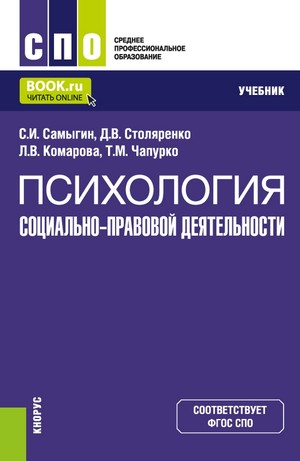 СПО
СРЕДНЕЕ
ПРОФЕССИОНАЛЬНОЕ
ОБРАЗОВАНИЕ
BOOK.ru
ЧИТАТЬ ONLINE
УЧЕБНИК
С.И. Самыгин, Д.В. Столяренко
Л.В. Комарова, Т.М. Чапурко
ПСИХОЛОГИЯ
СОЦИАЛЬНО-ПРАВОВОЙ ДЕЯТЕЛЬНОСТИ
СООТВЕТСТВУЕТ
ФГОС СПО
КНОРУС